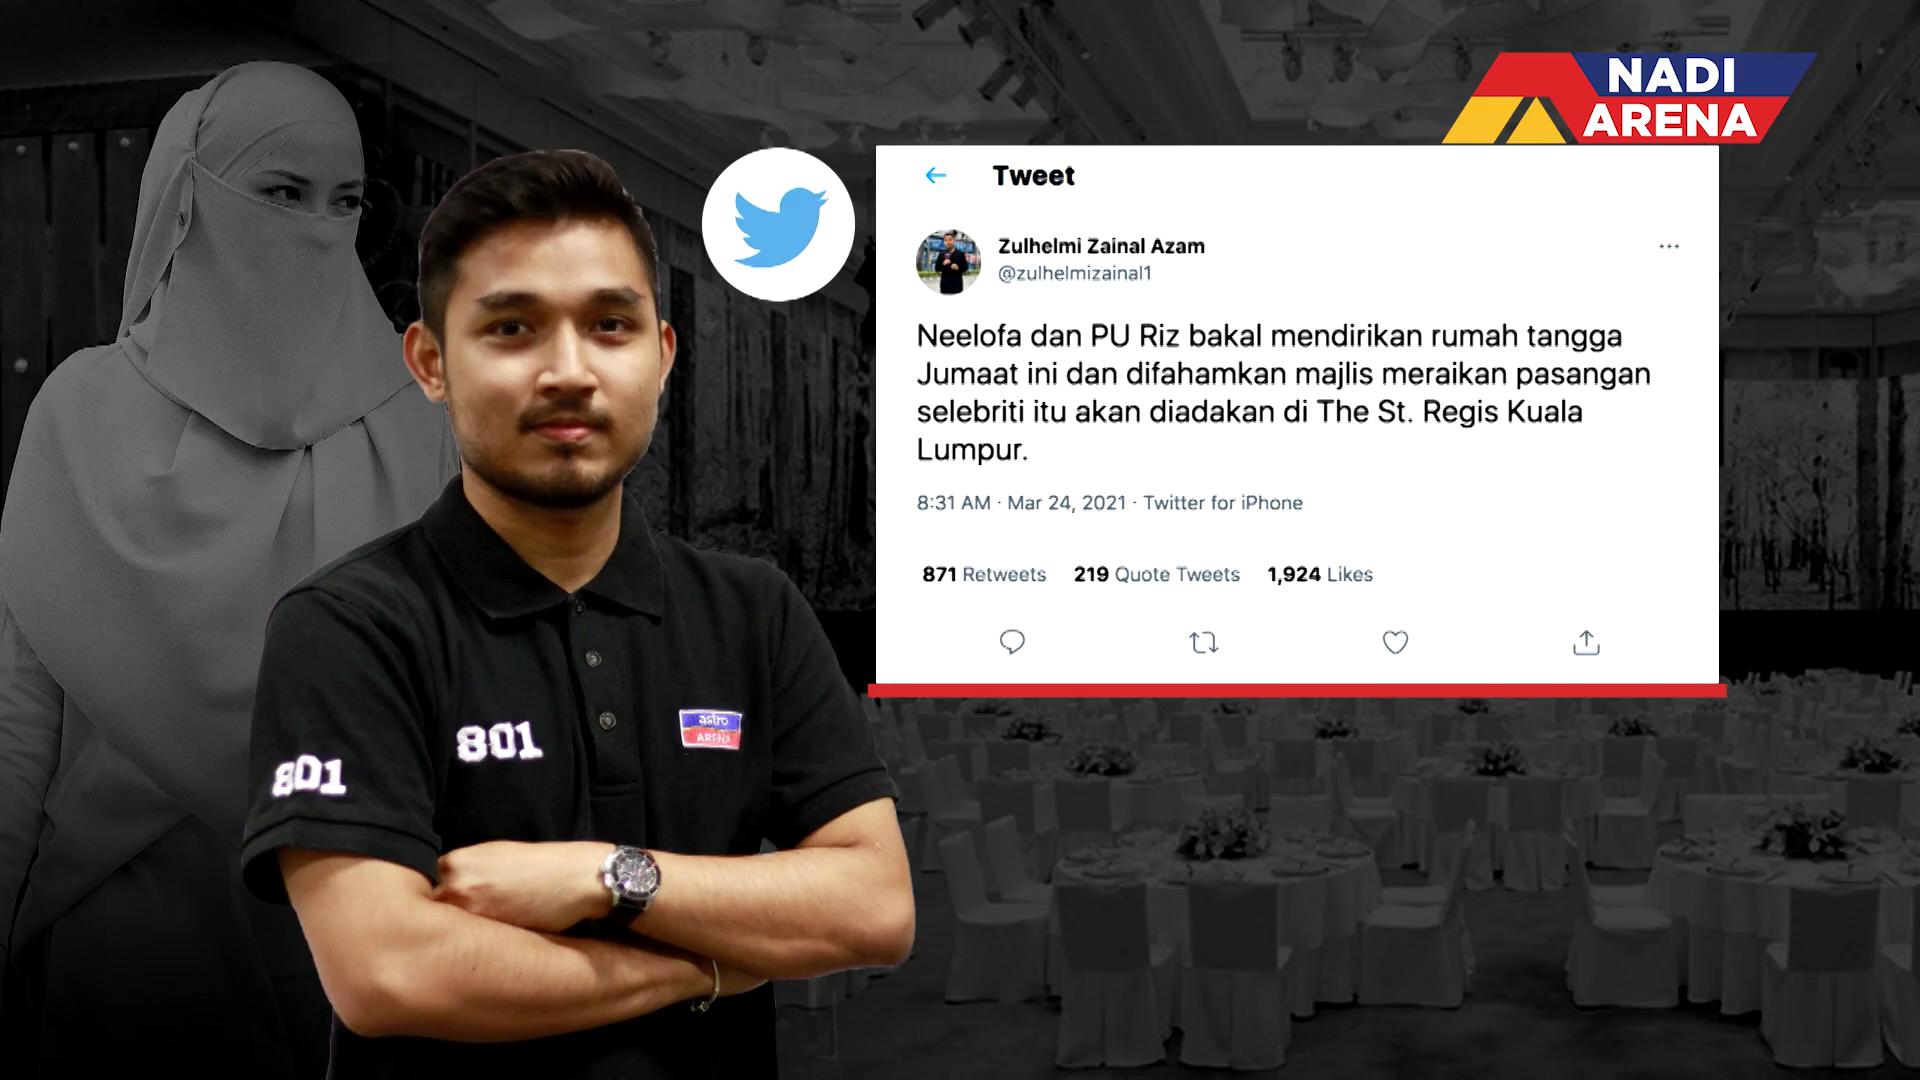 NADI
ARENA
Tweet
Zulhelmi Zainal Azam
@zulhelmizainal1
Neelofa dan PU Riz bakal mendirikan rumah tangga
Jumaat ini dan difahamkan majlis meraikan pasangan
selebriti itu akan diadakan di The St. Regis Kuala
Lumpur.
8:31 AM · Mar 24, 2021 · Twitter for iPhone
871 Retweets 219 Quote Tweets 1,924 Likes
801
801
astro
ARENA